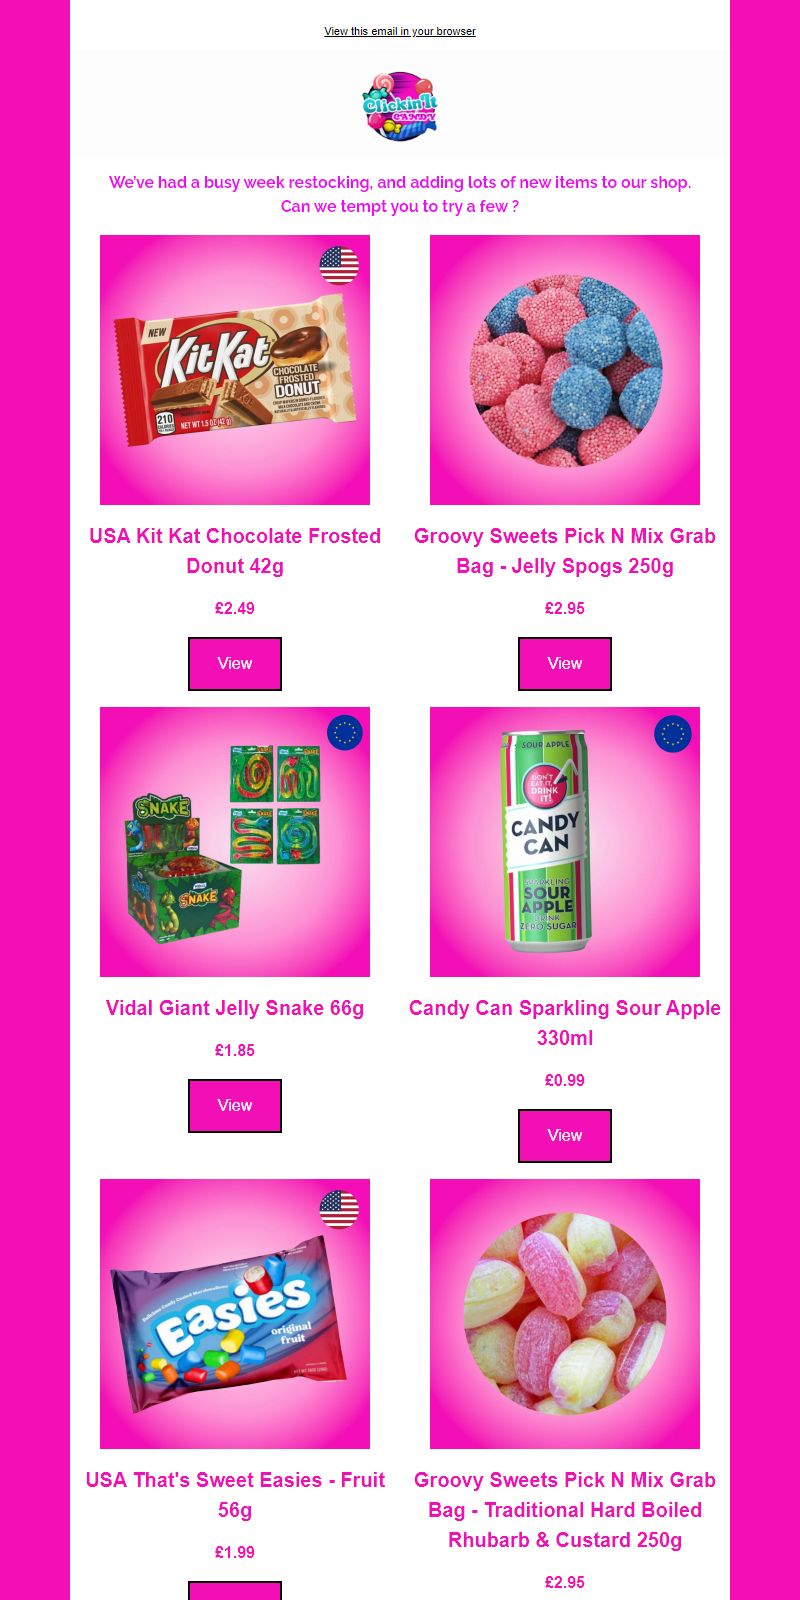 View this email in your browser
ClickinIt
CANDY
We've had a busy week restocking, and adding lots of new items to our shop.
Can we tempt you to try a few ?
NEW
KitKat
CHOCOLATE
FROSTED
DONUT
210
NET WT 1.5 OZ (42 g)
USA Kit Kat Chocolate Frosted
Donut 42g
£2.49
View
Groovy Sweets Pick N Mix Grab
Bag - Jelly Spogs 250g
£2.95
View
SNAKE
SNAKE
Vidal Giant Jelly Snake 66g
£1.85
View
SOUR APPLE
DON'T
EAT IT,
DRINK
IT!
CANDY
CAN
SPARKLING
SOUR
APPLE
DRINK
ZERO SUGAR
Candy Can Sparkling Sour Apple
330ml
£0.99
View
Delicious Candy Coated Marshmallows
Easies
original
fruit
USA That's Sweet Easies - Fruit
56g
£1.99
Groovy Sweets Pick N Mix Grab
Bag - Traditional Hard Boiled
Rhubarb & Custard 250g
£2.95